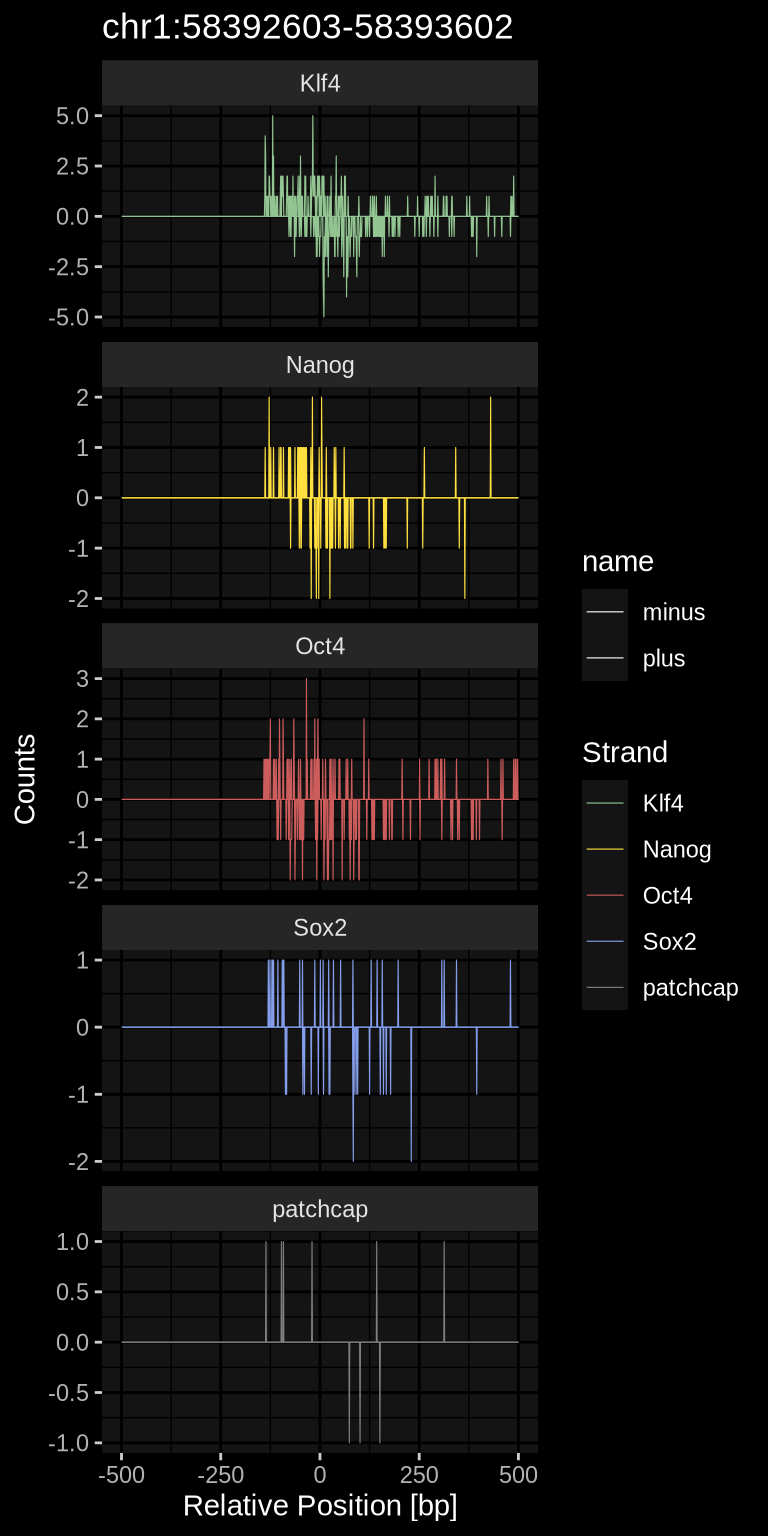 chr1:58392603-58393602
Klf4
5.0
2.5
0.0
-2.5
-5.0
Nanog
2
1
0
-1
-2
Oct4
3
2
1
0
-1
-2
Sox2
1
0
-1
-2
patchcap
1.0
0.5
0.0
-0.5
-1.0
-500 -250 0 250 500
Relative Position [bp]
Counts
name
minus
plus
Strand
Klf4
Nanog
Oct4
Sox2
patchcap